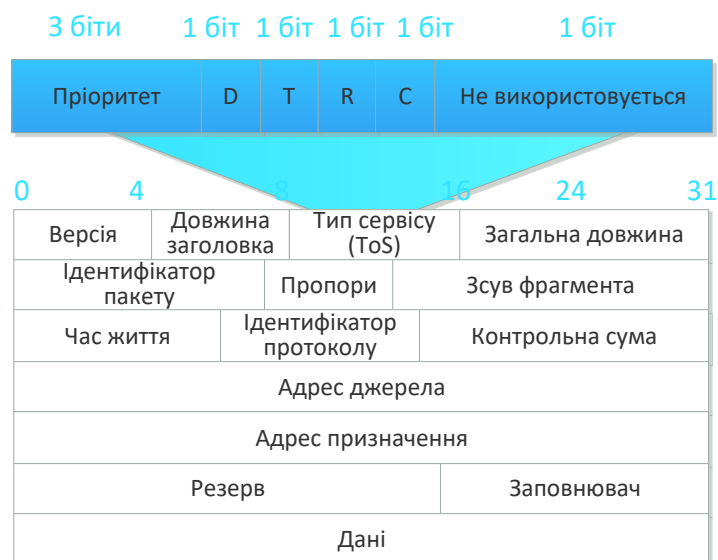 3 біти 1 біт 1 біт 1 біт 1 біт 1 біт
Пріоритет D T R C Не використовується
0 4 8 16 24 31
Версія Довжина заголовка Тип сервісу (ToS) Загальна довжина
Ідентифікатор пакету Пропори Зсув фрагмента
Час життя Ідентифікатор протоколу Контрольна сума
Адрес джерела
Адрес призначення
Резерв Заповнювач
Дані